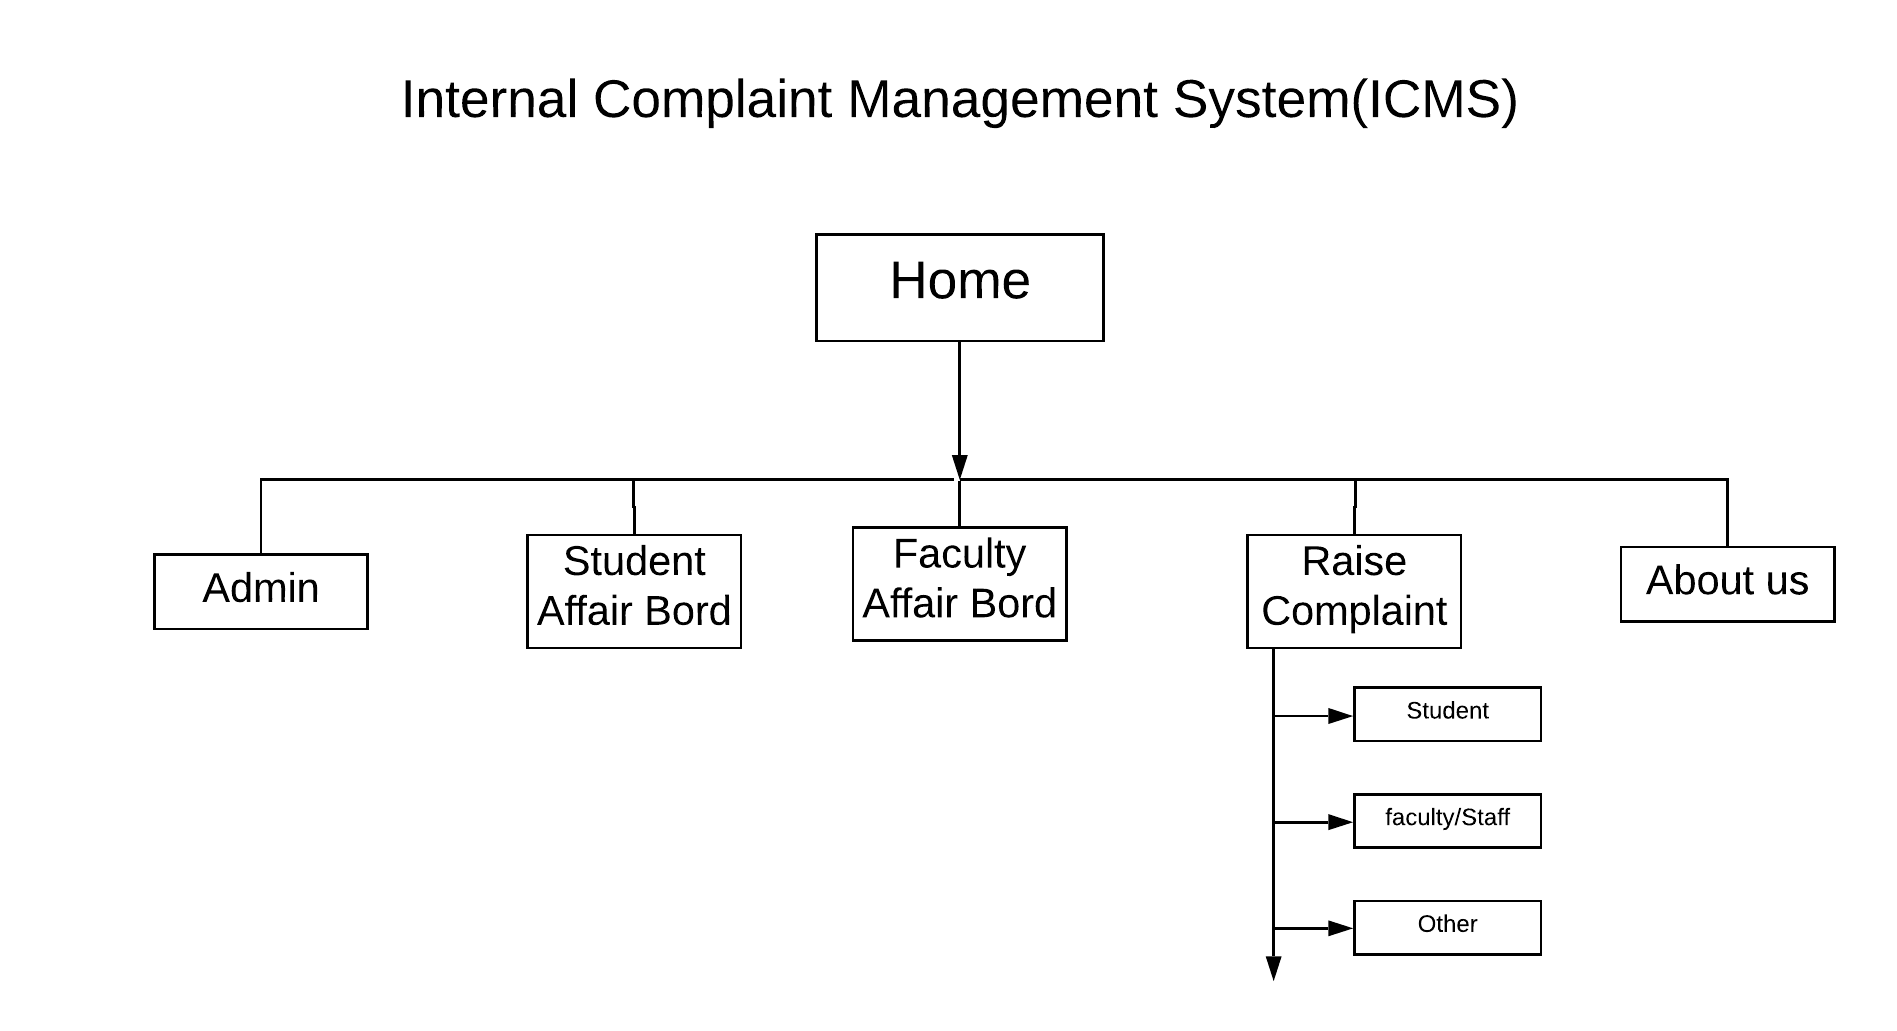 Internal Complaint Management System(ICMS)
Home
Admin
Student
Affair Bord
Faculty
Affair Bord
Raise
Complaint
About us
Student
faculty/Staff
Other